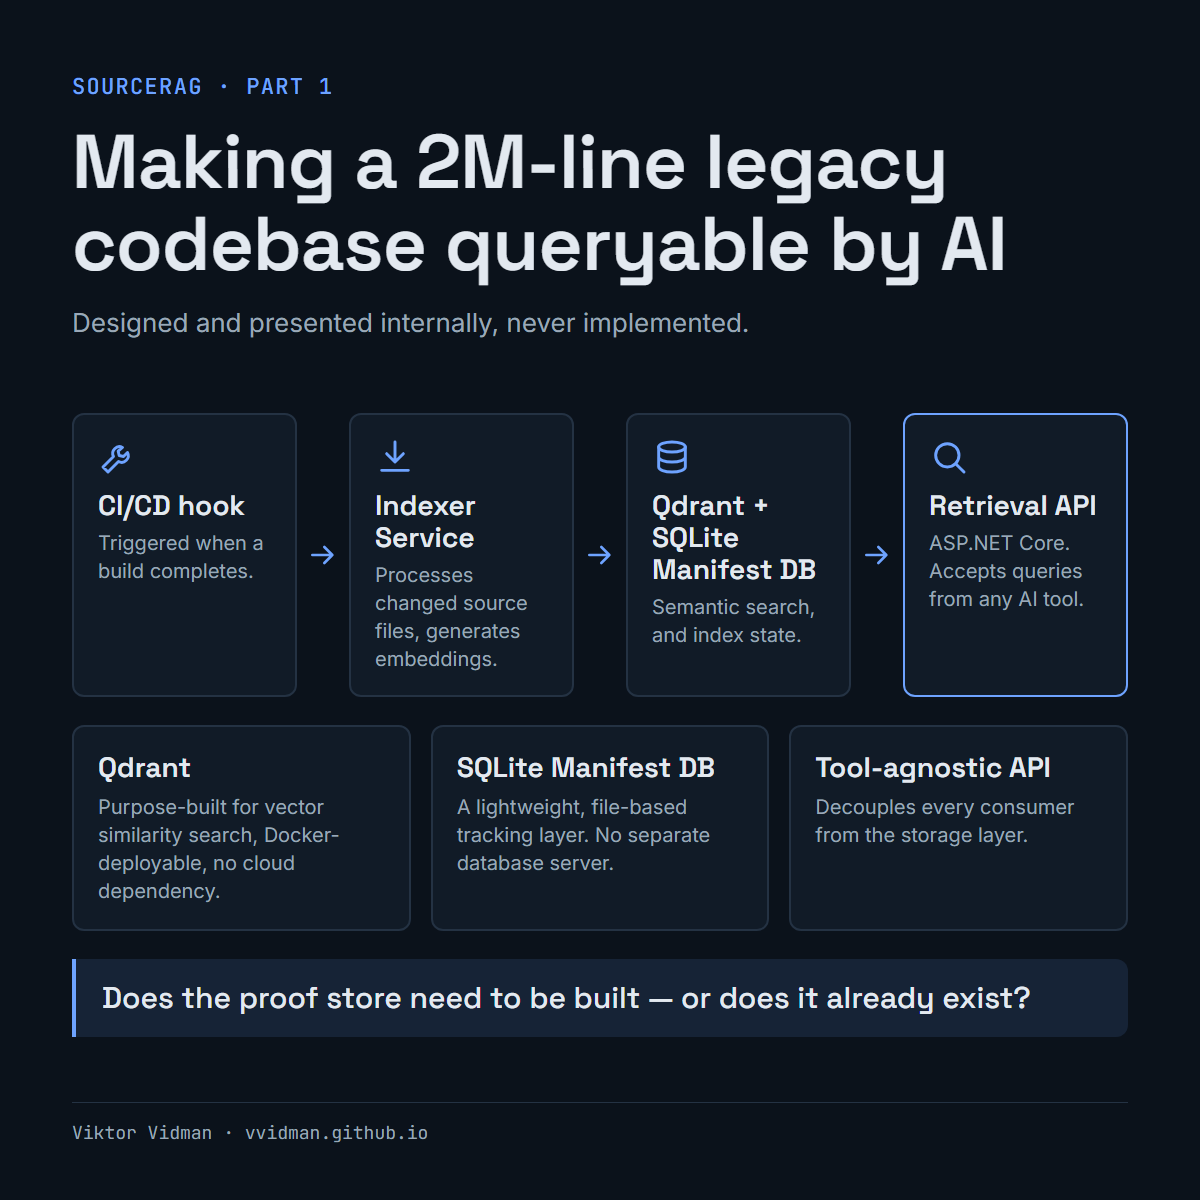 SOURCERAG · PART 1
Making a 2M-line legacy
codebase queryable by AI
Designed and presented internally, never implemented.
CI/CD hook
Triggered when a
build completes.
Indexer
Service
Processes
changed source
files, generates
embeddings.
Qdrant +
SQLite
Manifest DB
Semantic search,
and index state.
Retrieval API
ASP.NET Core.
Accepts queries
from any AI tool.
Qdrant
Purpose-built for vector
similarity search, Docker-
deployable, no cloud
dependency.
SQLite Manifest DB
A lightweight, file-based
tracking layer. No separate
database server.
Tool-agnostic API
Decouples every consumer
from the storage layer.
Does the proof store need to be built — or does it already exist?
Viktor Vidman · vvidman.github.io